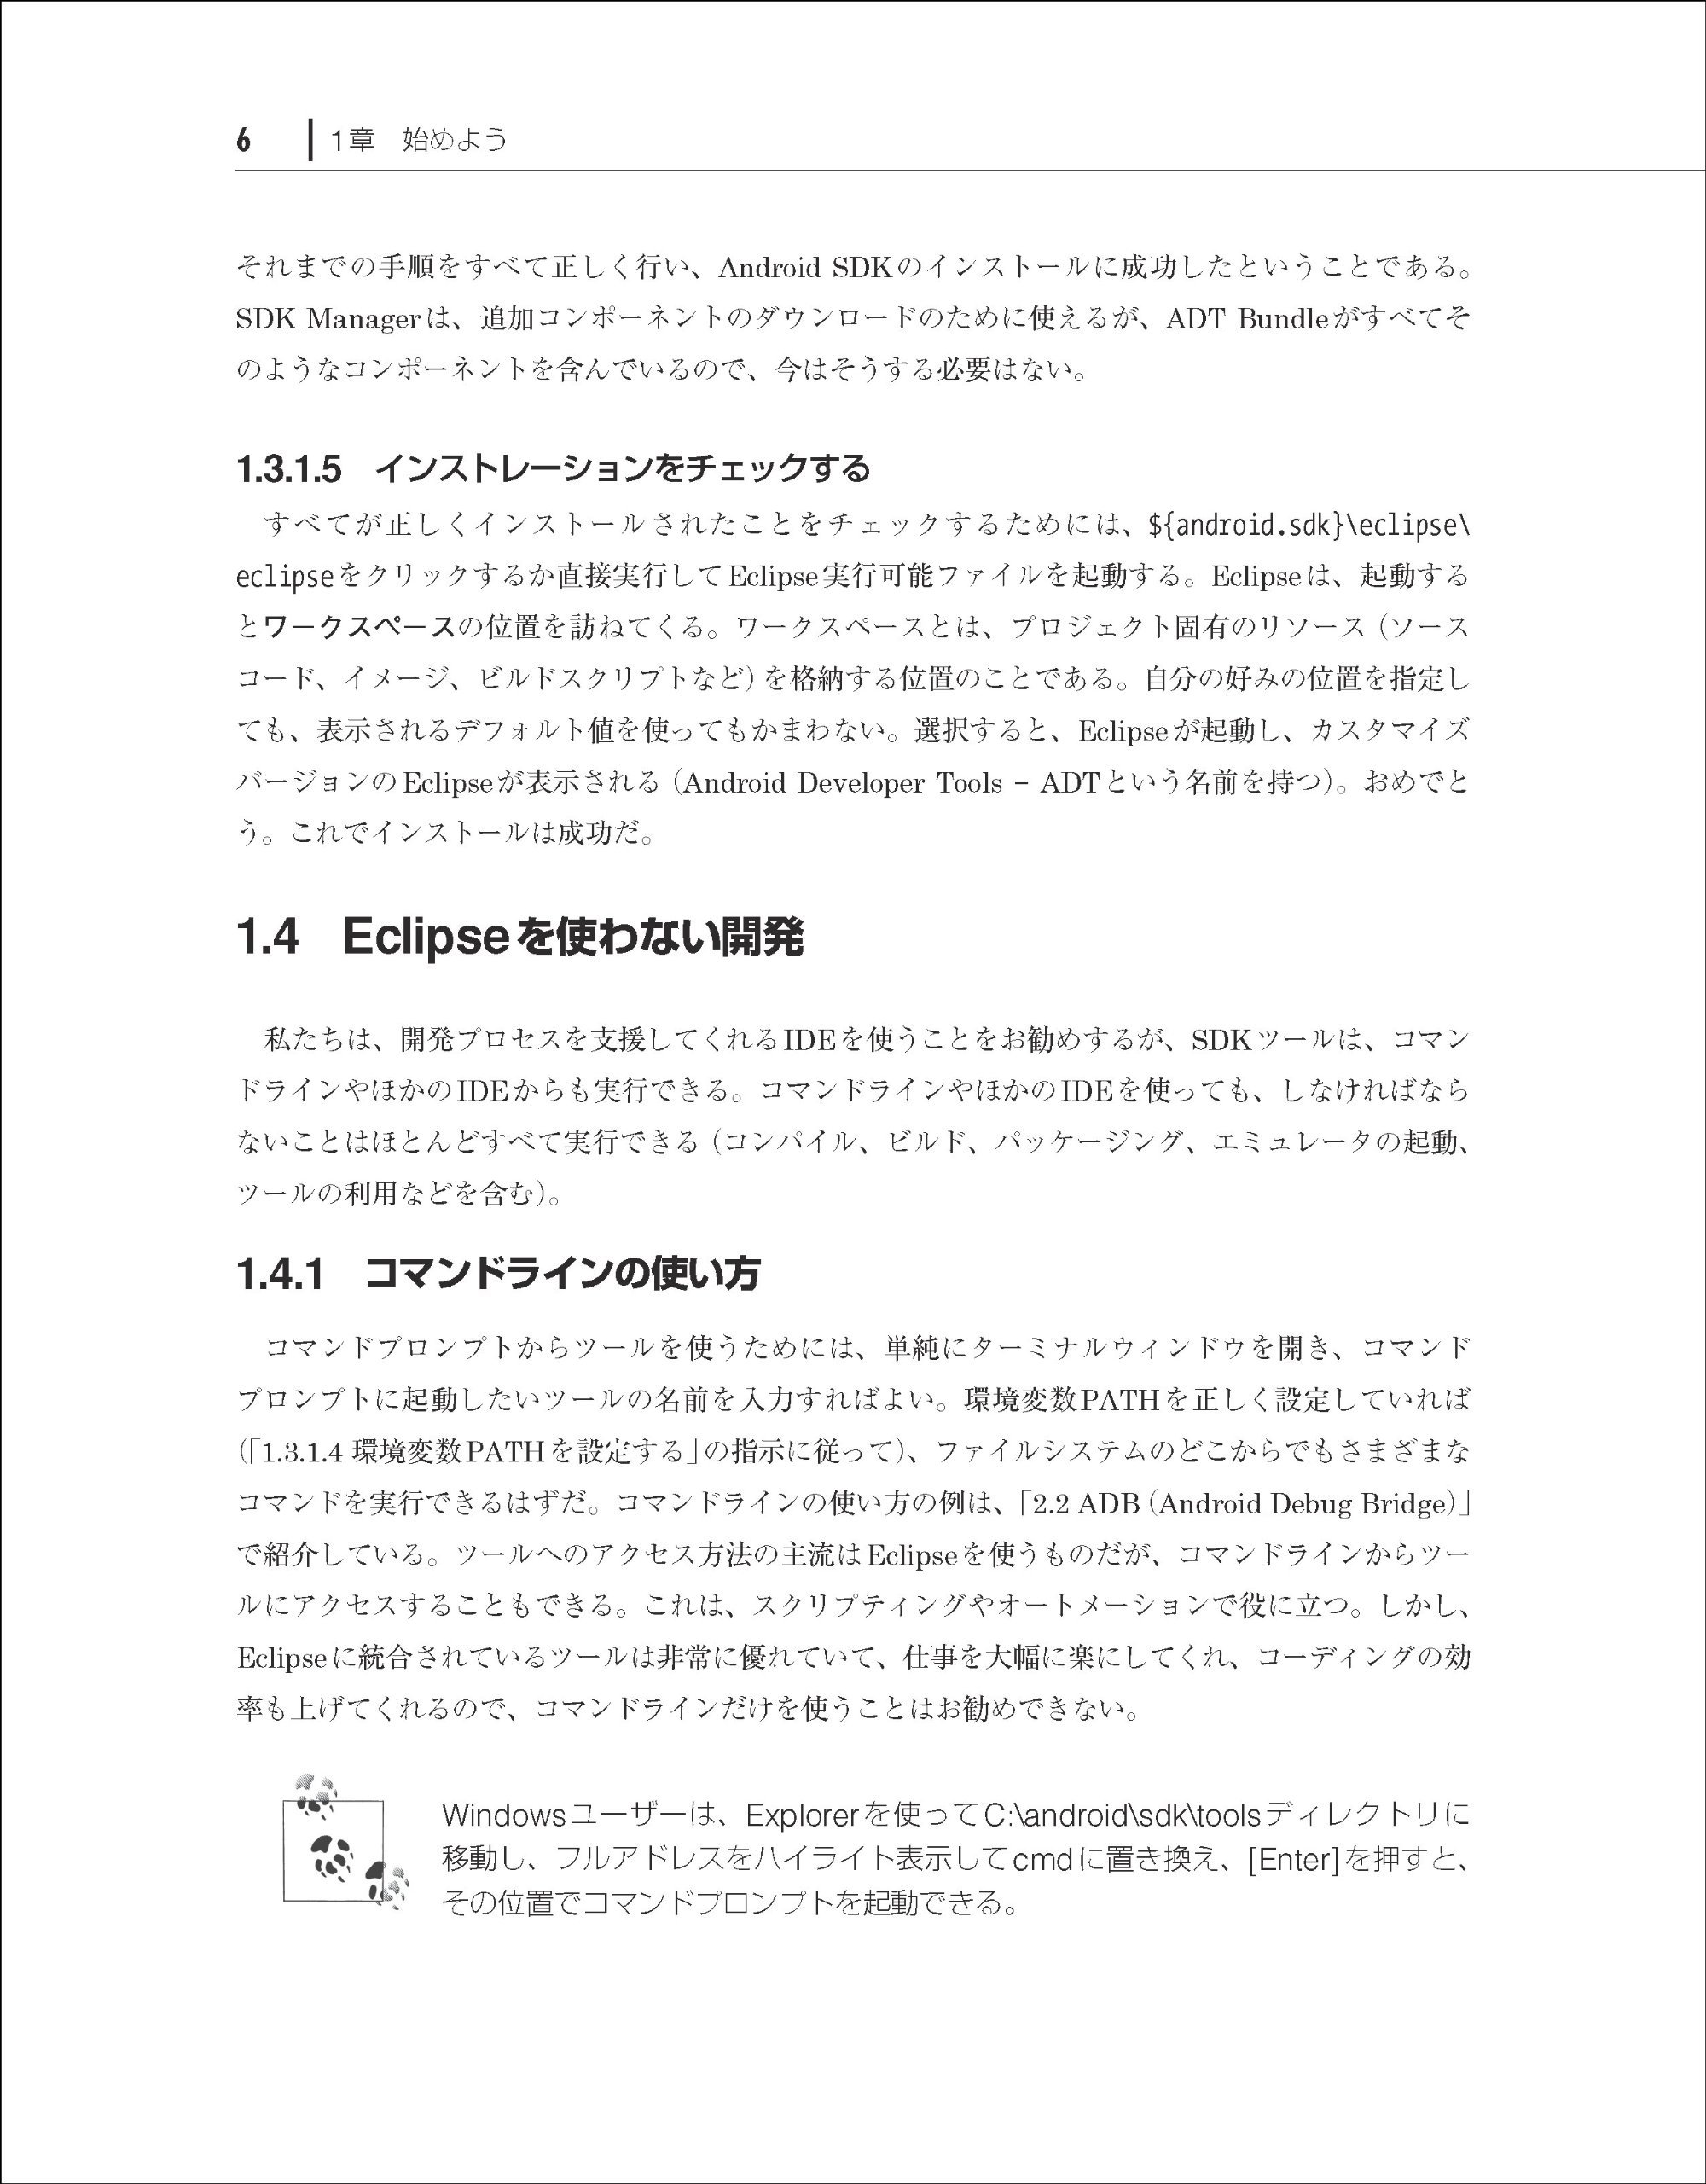 6 1章 始めよう
それまでの手順をすべて正しく行い、Android SDKのインストールに成功したということである。
SDK Managerは、追加コンポーネントのダウンロードのために使えるが、ADT Bundleがすべてそ
のようなコンポーネントを含んでいるので、今はそうする必要はない。
1.3.1.5 インストレーションをチェックする
すべてが正しくインストールされたことをチェックするためには、${android.sdk}\eclipse\
eclipseをクリックするか直接実行してEclipse実行可能ファイルを起動する。Eclipseは、起動する
とワークスペースの位置を訪ねてくる。ワークスペースとは、プロジェクト固有のリソース（ソース
コード、イメージ、ビルドスクリプトなど）を格納する位置のことである。自分の好みの位置を指定し
ても、表示されるデフォルト値を使ってもかまわない。選択すると、Eclipseが起動し、カスタマイズ
バージョンのEclipseが表示される（Android Developer Tools – ADTという名前を持つ）。おめでと
う。これでインストールは成功だ。
1.4 Eclipseを使わない開発
私たちは、開発プロセスを支援してくれるIDEを使うことをお勧めするが、SDKツールは、コマン
ドラインやほかのIDEからも実行できる。コマンドラインやほかのIDEを使っても、しなければなら
ないことはほとんどすべて実行できる（コンパイル、ビルド、パッケージング、エミュレータの起動、
ツールの利用などを含む）。
1.4.1 コマンドラインの使い方
コマンドプロンプトからツールを使うためには、単純にターミナルウィンドウを開き、コマンド
プロンプトに起動したいツールの名前を入力すればよい。環境変数PATHを正しく設定していれば
（「1.3.1.4 環境変数PATHを設定する」の指示に従って）、ファイルシステムのどこからでもさまざまな
コマンドを実行できるはずだ。コマンドラインの使い方の例は、「2.2 ADB（Android Debug Bridge）」
で紹介している。ツールへのアクセス方法の主流はEclipseを使うものだが、コマンドラインからツー
ルにアクセスすることもできる。これは、スクリプティングやオートメーションで役に立つ。しかし、
Eclipseに統合されているツールは非常に優れていて、仕事を大幅に楽にしてくれ、コーディングの効
率も上げてくれるので、コマンドラインだけを使うことはお勧めできない。
Windowsユーザーは、Explorerを使ってC:\android\sdk\toolsディレクトリに
移動し、フルアドレスをハイライト表示してcmdに置き換え、[Enter]を押すと、
その位置でコマンドプロンプトを起動できる。